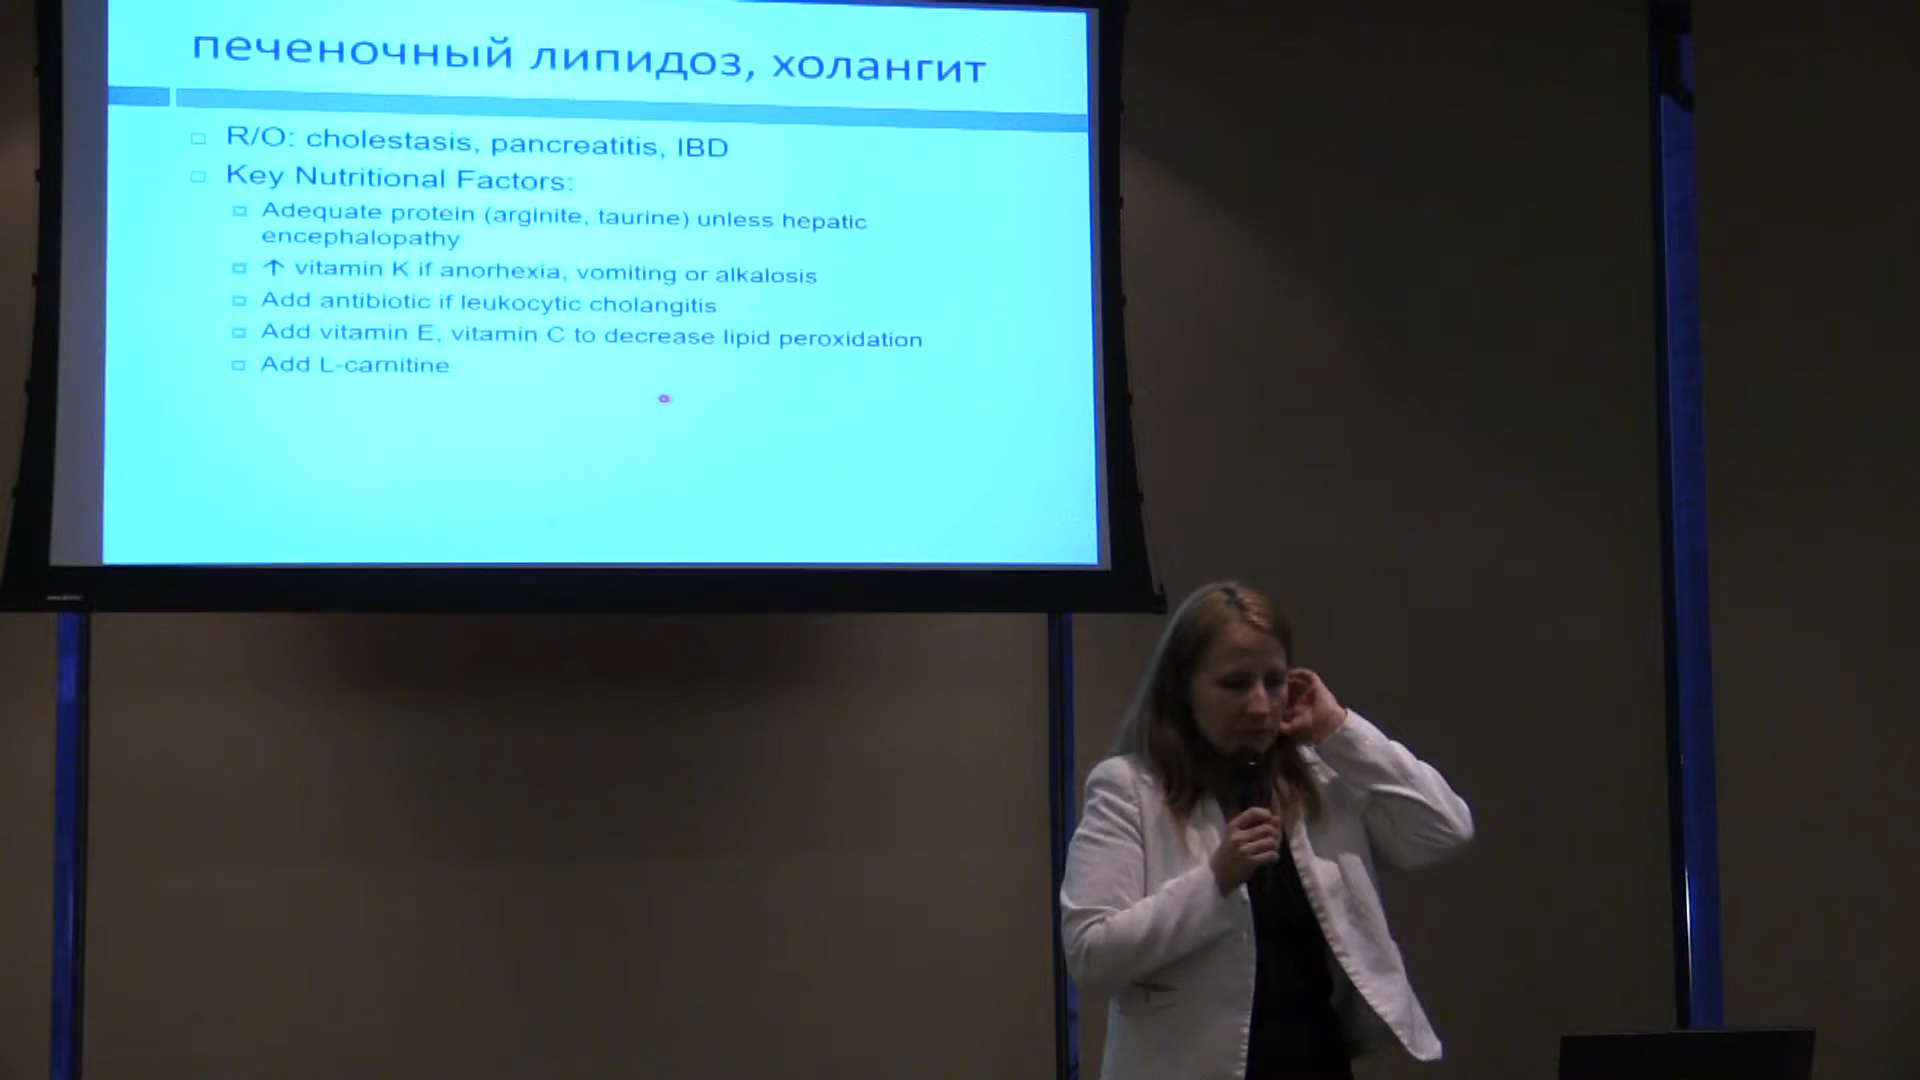 печеночный липидоз, холангит
R/O: cholestasis, pancreatitis, IBD
Key Nutritional Factors:
Adequate protein (arginite, taurine) unless hepatic
encephalopathy
↑ vitamin K if anorhexia, vomiting or alkalosis
Add antibiotic if leukocytic cholangitis
Add vitamin E, vitamin C to decrease lipid peroxidation
Add L-carnitine